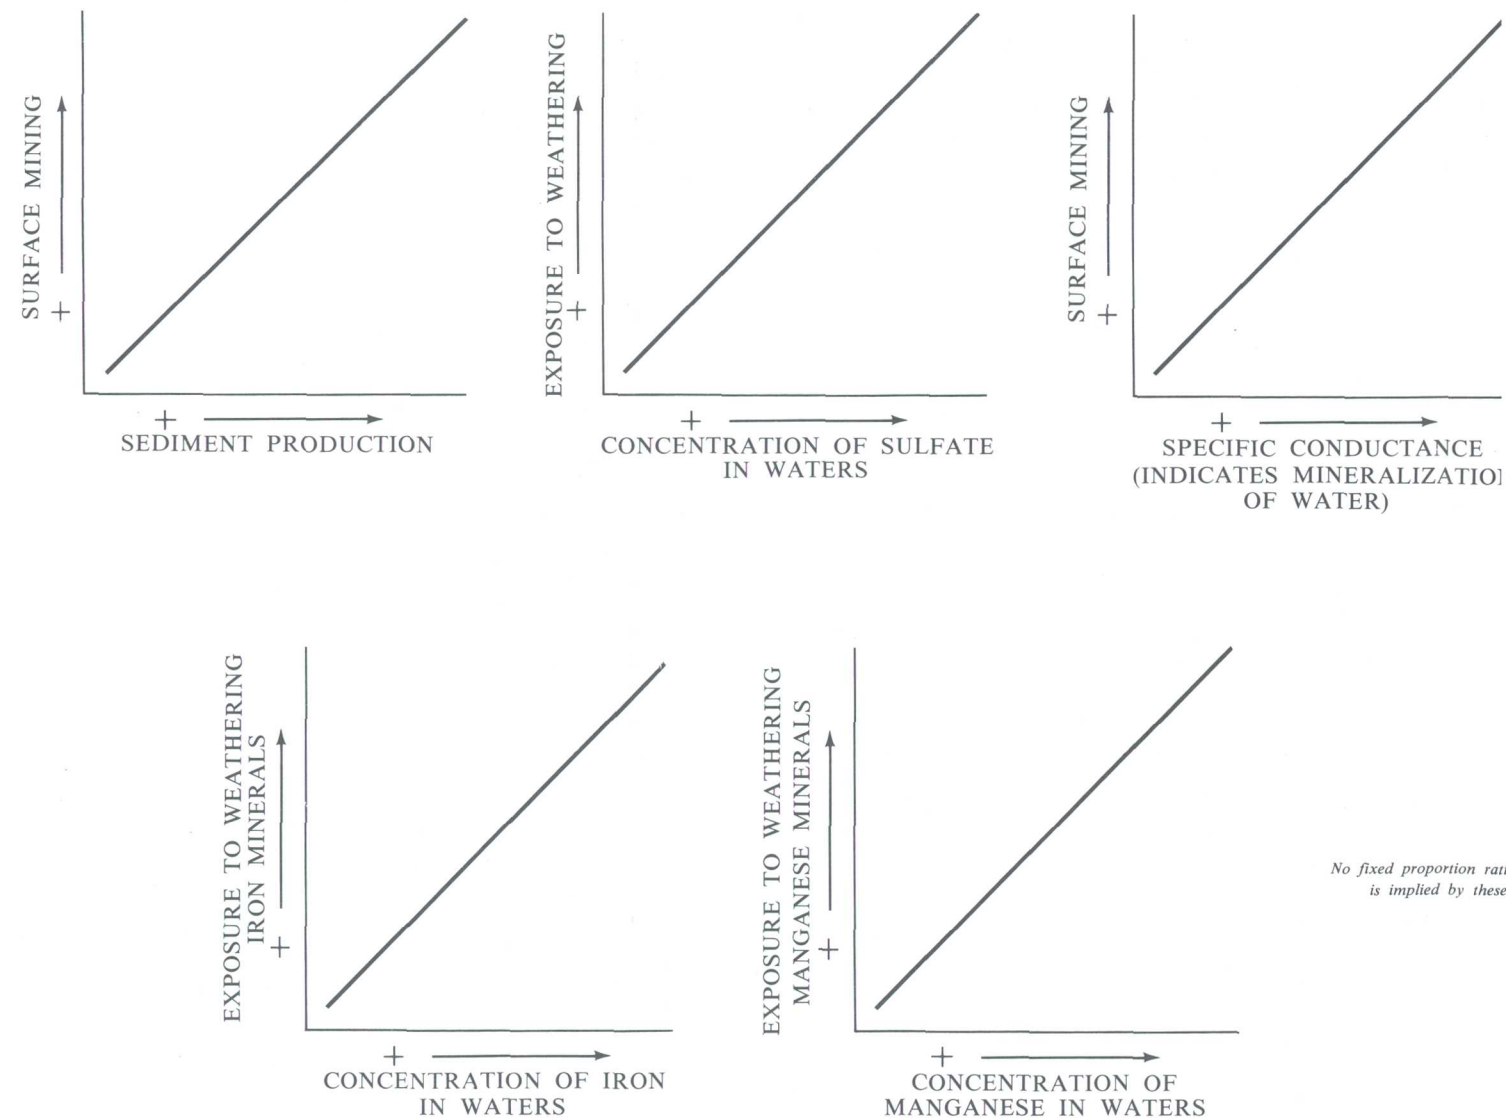 SURFACE MINING
+
+
SEDIMENT PRODUCTION
EXPOSURE TO WEATHERING
+
+
CONCENTRATION OF SULFATE
IN WATERS
SURFACE MINING
+
+
SPECIFIC CONDUCTANCE
(INDICATES
OF WATER)
EXPOSURE TO WEATHERING
IRON MINERALS
+
+
CONCENTRATION OF IRON
IN WATERS
EXPOSURE TO WEATHERING
MANGANESE MINERALS
+
+
CONCENTRATION OF
MANGANESE IN WATERS
No fixed proportion
is implied by these